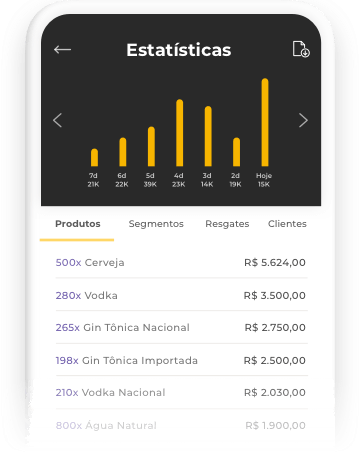 Estatísticas
7d 6d 5d 4d 3d 2d Hoje
21K 22K 39K 23K 14K 19K 15K
Produtos Segmentos Resgates Clientes
500x Cerveja R$ 5.624,00
280x Vodka R$ 3.500,00
265x Gin Tônica Nacional R$ 2.750,00
198x Gin Tônica Importada R$ 2.500,00
210x Vodka Nacional R$ 2.030,00
800x Água Natural R$ 1.900,00